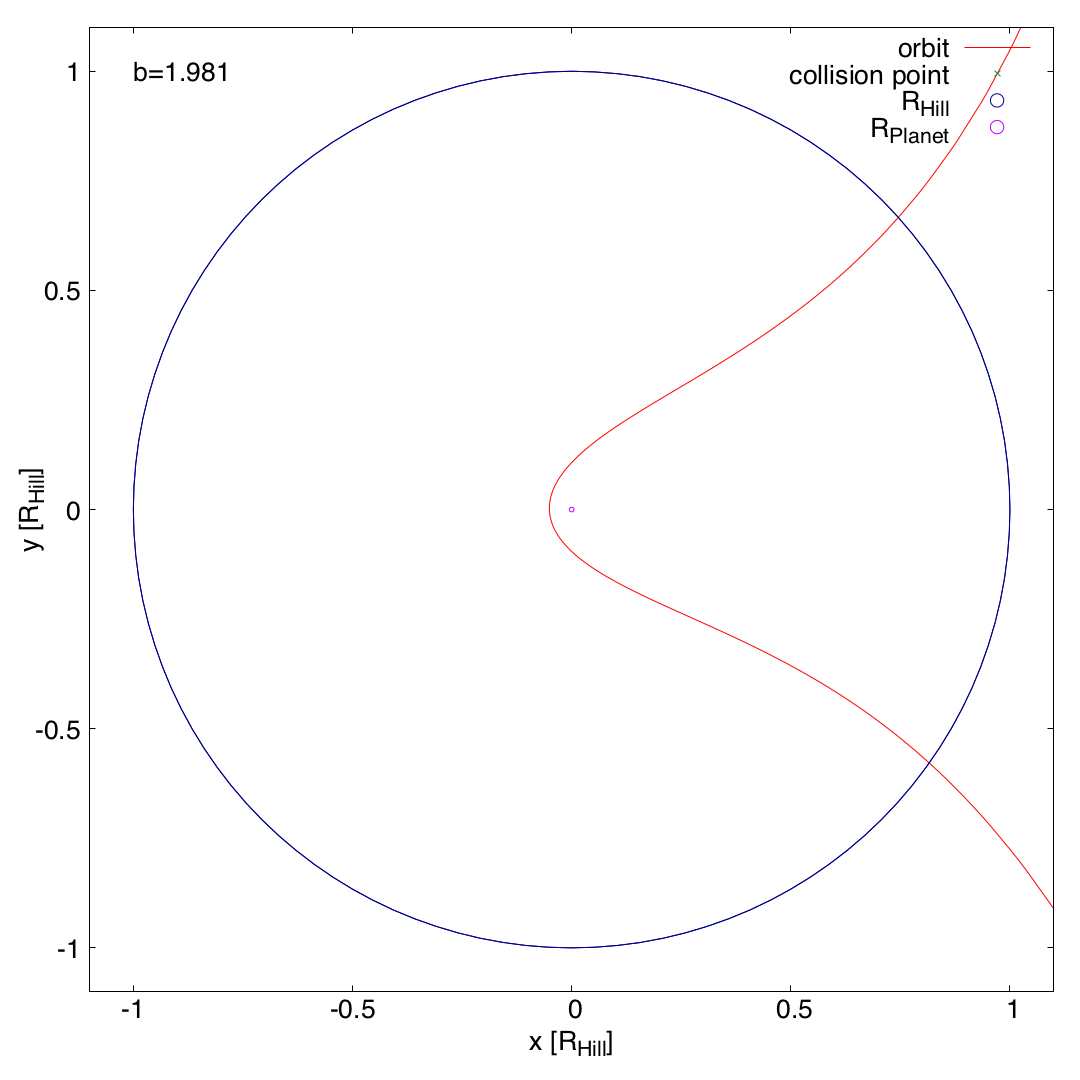 b=1.981
orbit
collision point
R_Hill
R_Planet
1
0.5
0
-0.5
-1
y [R_Hill]
-1 -0.5 0 0.5 1
x [R_Hill]